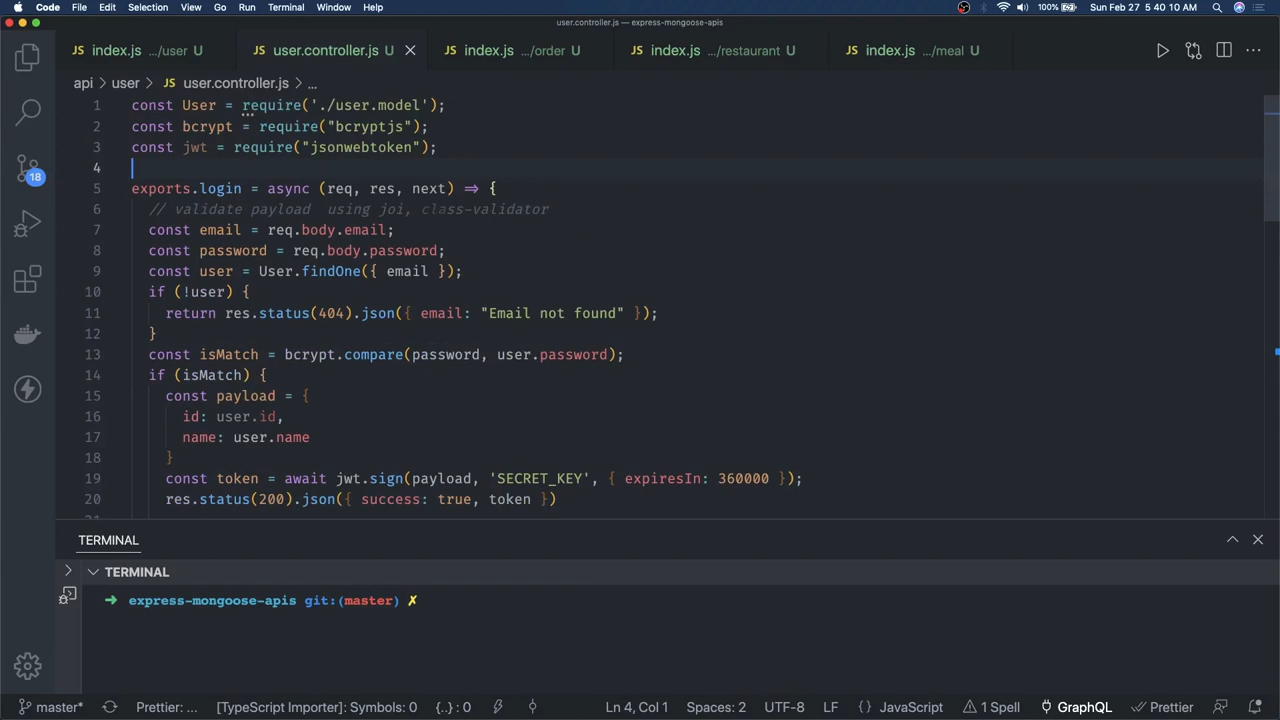 Code File Edit Selection View Go Run Terminal Window Help 100% Sun Feb 27 5 40 10 AM
user.controller.js — express-mongoose-apis
JS index.js .../user U JS user.controller.js U JS index.js .../order U JS index.js .../restaurant U JS index.js .../meal U
api > user > JS user.controller.js > ...
1 const User = require('./user.model');
2 const bcrypt = require("bcryptjs");
3 const jwt = require("jsonwebtoken");
4
5 exports.login = async (req, res, next) => {
6 // validate payload  using joi, class-validator
7 const email = req.body.email;
8 const password = req.body.password;
9 const user = User.findOne({ email });
10 if (!user) {
11 return res.status(404).json({ email: "Email not found" });
12 }
13 const isMatch = bcrypt.compare(password, user.password);
14 if (isMatch) {
15 const payload = {
16 id: user.id,
17 name: user.name
18 }
19 const token = await jwt.sign(payload, 'SECRET_KEY', { expiresIn: 360000 });
20 res.status(200).json({ success: true, token })
18
TERMINAL
TERMINAL
➜ express-mongoose-apis git:(master) ✗
master* Prettier: ... [TypeScript Importer]: Symbols: 0 {..} : 0 Ln 4, Col 1 Spaces: 2 UTF-8 LF {} JavaScript 1 Spell GraphQL Prettier